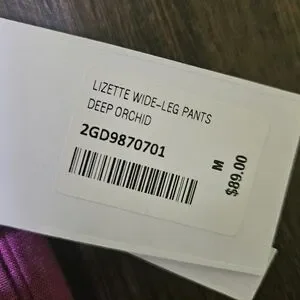 LIZETTE WIDE-LEG PANTS
DEEP ORCHID
2GD9870701
M
$89.00